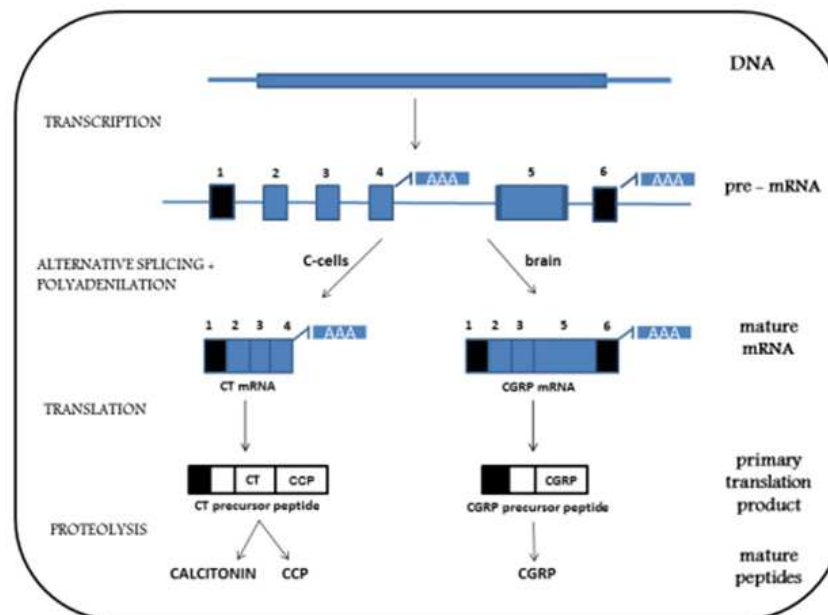 DNA
TRANSCRIPTION
1 2 3 4 AAA 5 6 AAA
pre – mRNA
C-cells brain
ALTERNATIVE SPLICING +
POLYADENILATION
1 2 3 4 AAA
1 2 3 5 6 AAA
mature
mRNA
CT mRNA
CGRP mRNA
TRANSLATION
CT CCP
CGRP
primary
translation
product
CT precursor peptide
CGRP precursor peptide
PROTEOLYSIS
CALCITONIN CCP
CGRP
mature
peptides